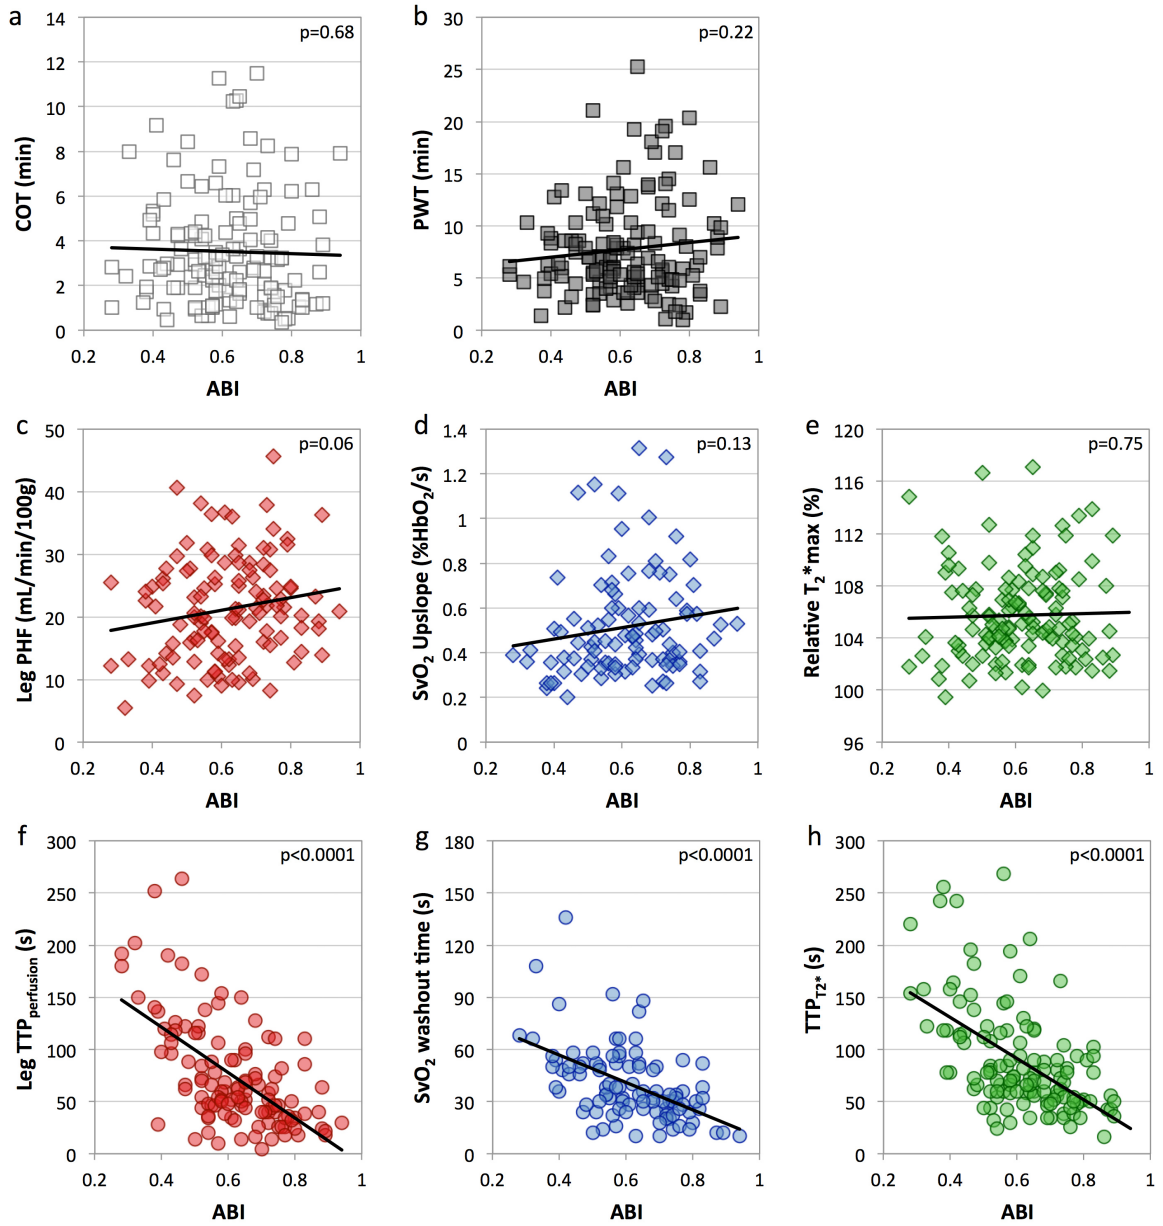 a
p=0.68
COT (min)
14
12
10
8
6
4
2
0
0.2 0.4 0.6 0.8 1
ABI
b
p=0.22
PWT (min)
30
25
20
15
10
5
0
0.2 0.4 0.6 0.8 1
ABI
c
p=0.06
Leg PHF (mL/min/100g)
50
40
30
20
10
0
0.2 0.4 0.6 0.8 1
ABI
d
p=0.13
SvO2 Upslope (%HbO2/s)
1.4
1.2
1
0.8
0.6
0.4
0.2
0
0.2 0.4 0.6 0.8 1
ABI
e
p=0.75
Relative T2*max (%)
120
116
112
108
104
100
96
0.2 0.4 0.6 0.8 1
ABI
f
p<0.0001
Leg TTPperfusion (s)
300
250
200
150
100
50
0
0.2 0.4 0.6 0.8 1
ABI
g
p<0.0001
SvO2 washout time (s)
180
150
120
90
60
30
0
0.2 0.4 0.6 0.8 1
ABI
h
p<0.0001
TTPT2* (s)
300
250
200
150
100
50
0
0.2 0.4 0.6 0.8 1
ABI